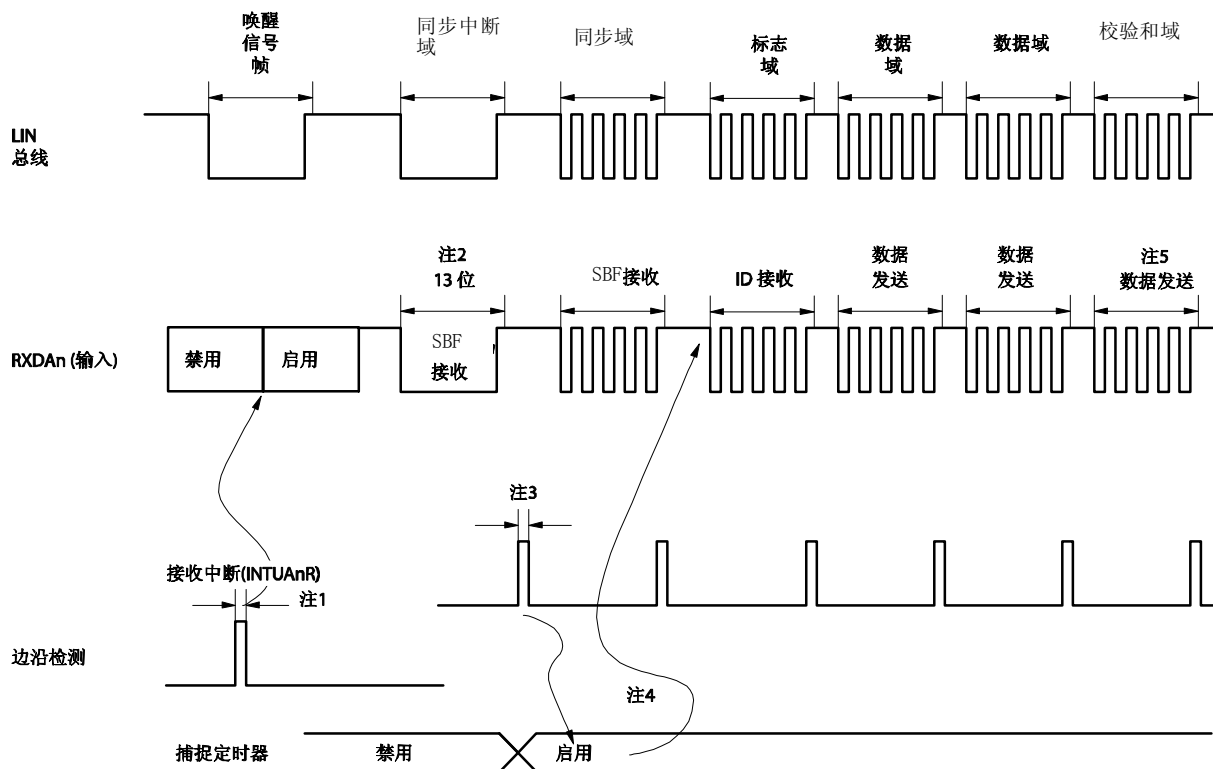 唤醒
信号
帧
同步中断
域
同步域
标志
域
数据
域
数据域
校验和域
LIN
总线
注2
13 位
SBF接收
ID 接收
数据
发送
数据
发送
注5
数据发送
RXDAn (输入)
禁用
启用
SBF
接收
注3
接收中断(INTUAnR)
注1
边沿检测
注4
捕捉定时器
禁用
启用